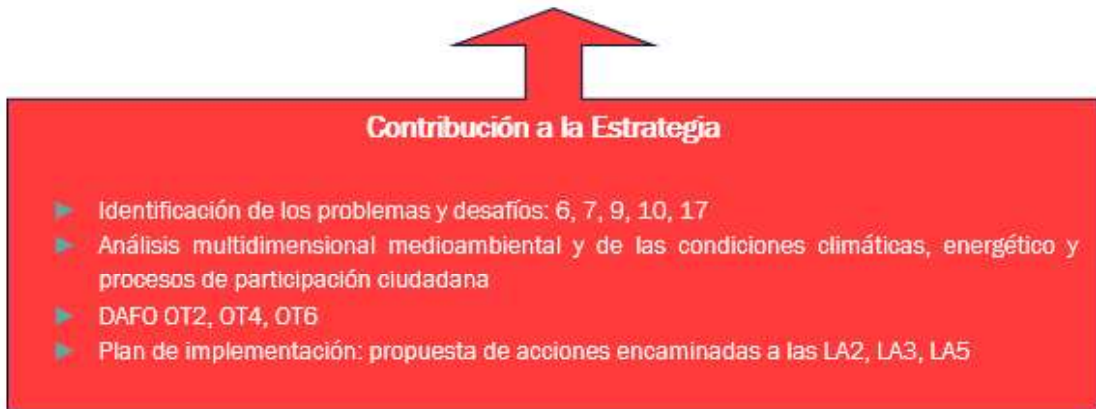 Contribución a la Estrategia
► Identificación de los problemas y desafíos: 6, 7, 9, 10, 17
► Análisis multidimensional medioambiental y de las condiciones climáticas, energético y
procesos de participación ciudadana
► DAFO OT2, OT4, OT6
► Plan de implementación: propuesta de acciones encaminadas a las LA2, LA3, LA5